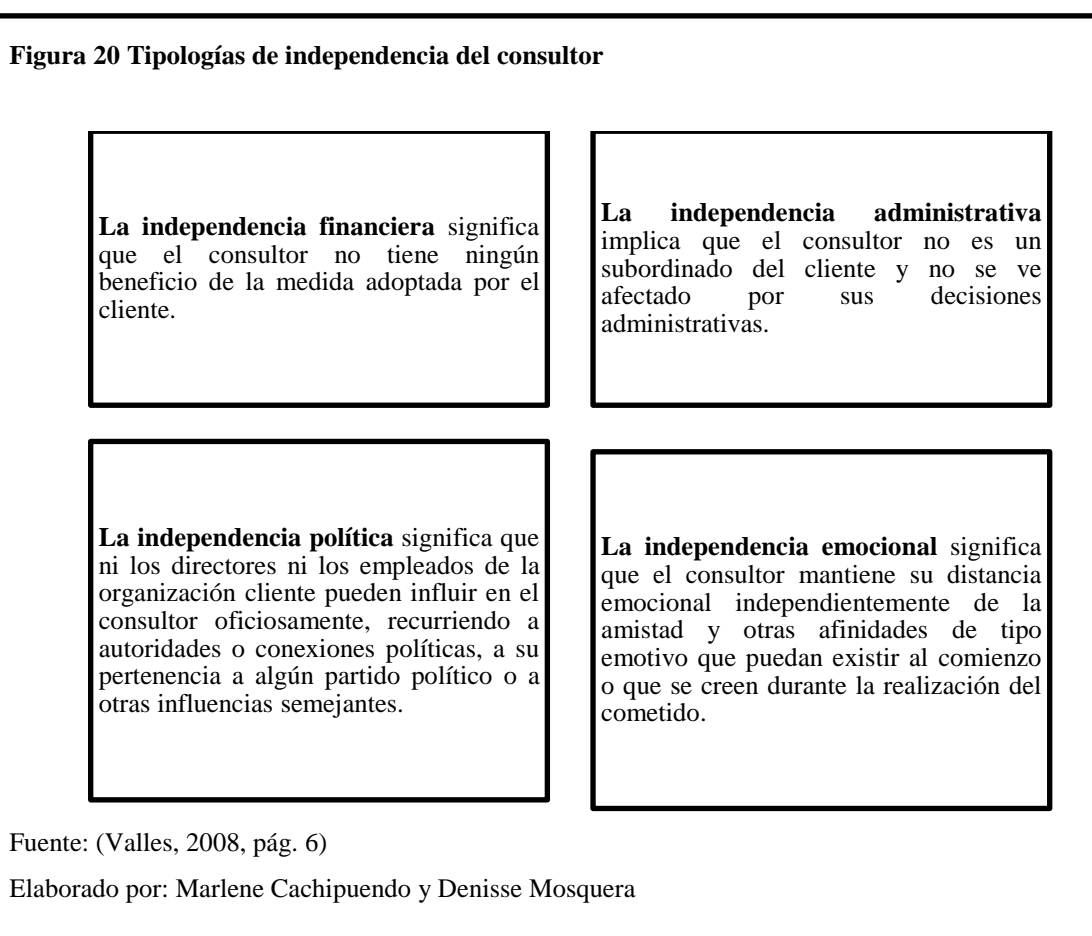 Figura 20 Tipologías de independencia del consultor
La independencia financiera significa
que el consultor no tiene ningún
beneficio de la medida adoptada por el
cliente.
La independencia administrativa
implica que el consultor no es un
subordinado del cliente y no se ve
afectado por sus decisiones
administrativas.
La independencia política significa que
ni los directores ni los empleados de la
organización cliente pueden influir en el
consultor oficiosamente, recurriendo a
autoridades o conexiones políticas, a su
pertenencia a algún partido político o a
otras influencias semejantes.
La independencia emocional significa
que el consultor mantiene su distancia
emocional independientemente de la
amistad y otras afinidades de tipo
emotivo que puedan existir al comienzo
o que se creen durante la realización del
cometido.
Fuente: (Valles, 2008, pág. 6)
Elaborado por: Marlene Cachipuendo y Denisse Mosquera